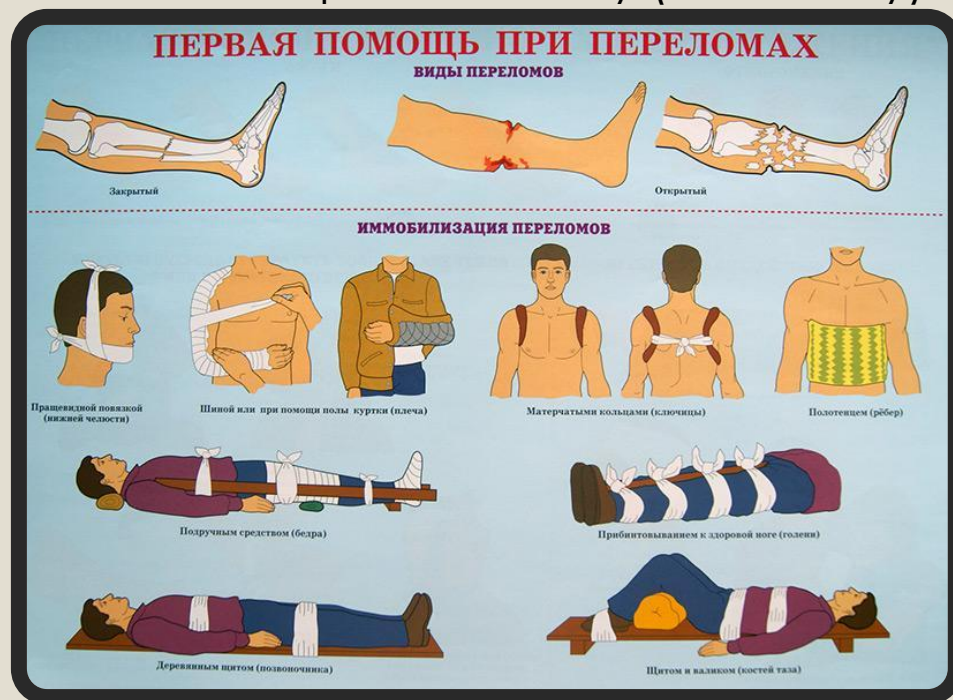 ПЕРВАЯ ПОМОЩЬ ПРИ ПЕРЕЛОМАХ
ВИДЫ ПЕРЕЛОМОВ
Закрытый
Открытый
ИММОБИЛИЗАЦИЯ ПЕРЕЛОМОВ
Пращевидной повязкой
(нижней челюсти)
Шиной или при помощи полы куртки (плеча)
Матерчатыми кольцами (ключицы)
Полотенцем (рёбер)
Подручным средством (бедра)
Прибинтовыванием к здоровой ноге (голени)
Деревянным щитом (позвоночника)
Щитом и валиком (костей таза)